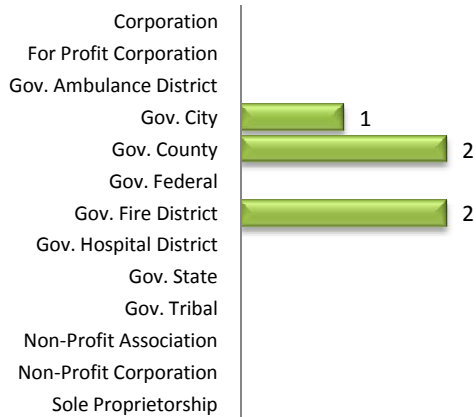 Corporation
For Profit Corporation
Gov. Ambulance District
Gov. City 1
Gov. County 2
Gov. Federal
Gov. Fire District 2
Gov. Hospital District
Gov. State
Gov. Tribal
Non-Profit Association
Non-Profit Corporation
Sole Proprietorship